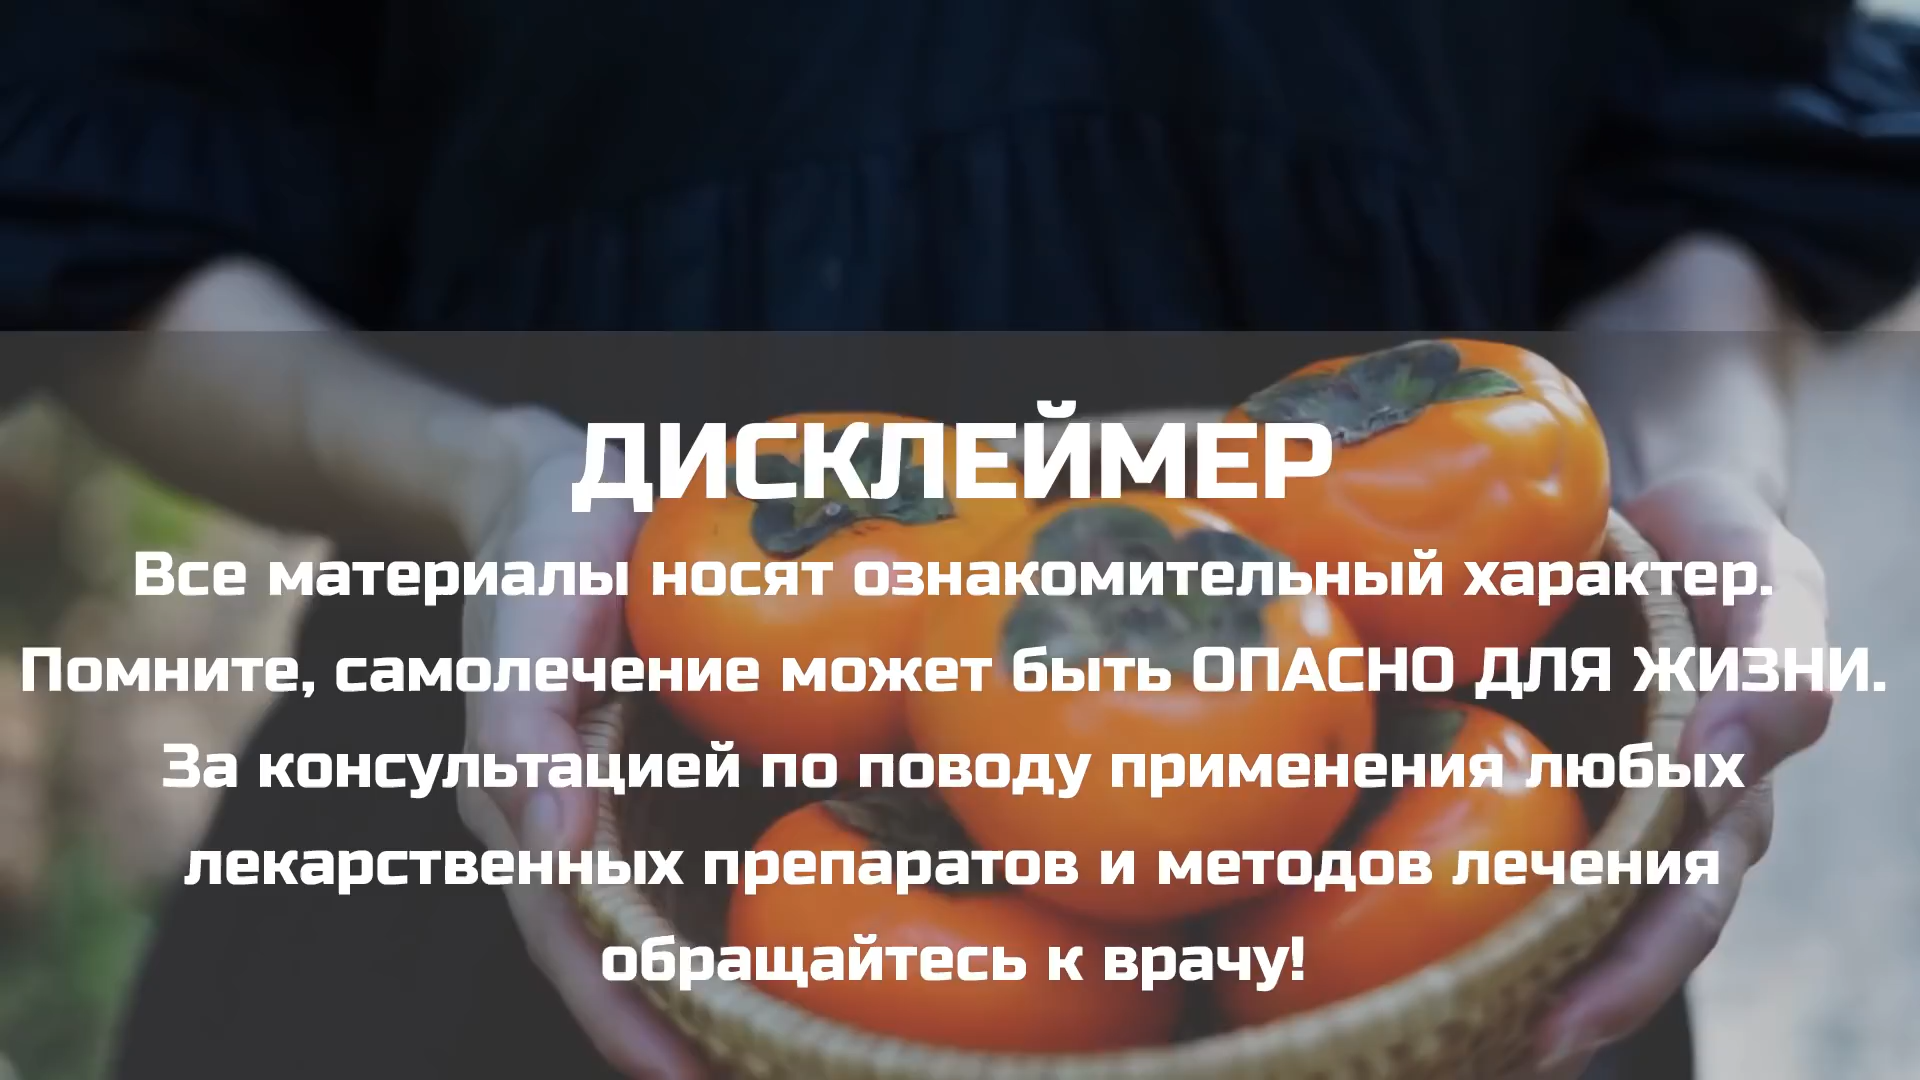 ДИСКЛЕЙМЕР
Все материалы носят ознакомительный характер.
Помните, самолечение может быть ОПАСНО ДЛЯ ЖИЗНИ.
За консультацией по поводу применения любых
лекарственных препаратов и методов лечения
обращайтесь к врачу!